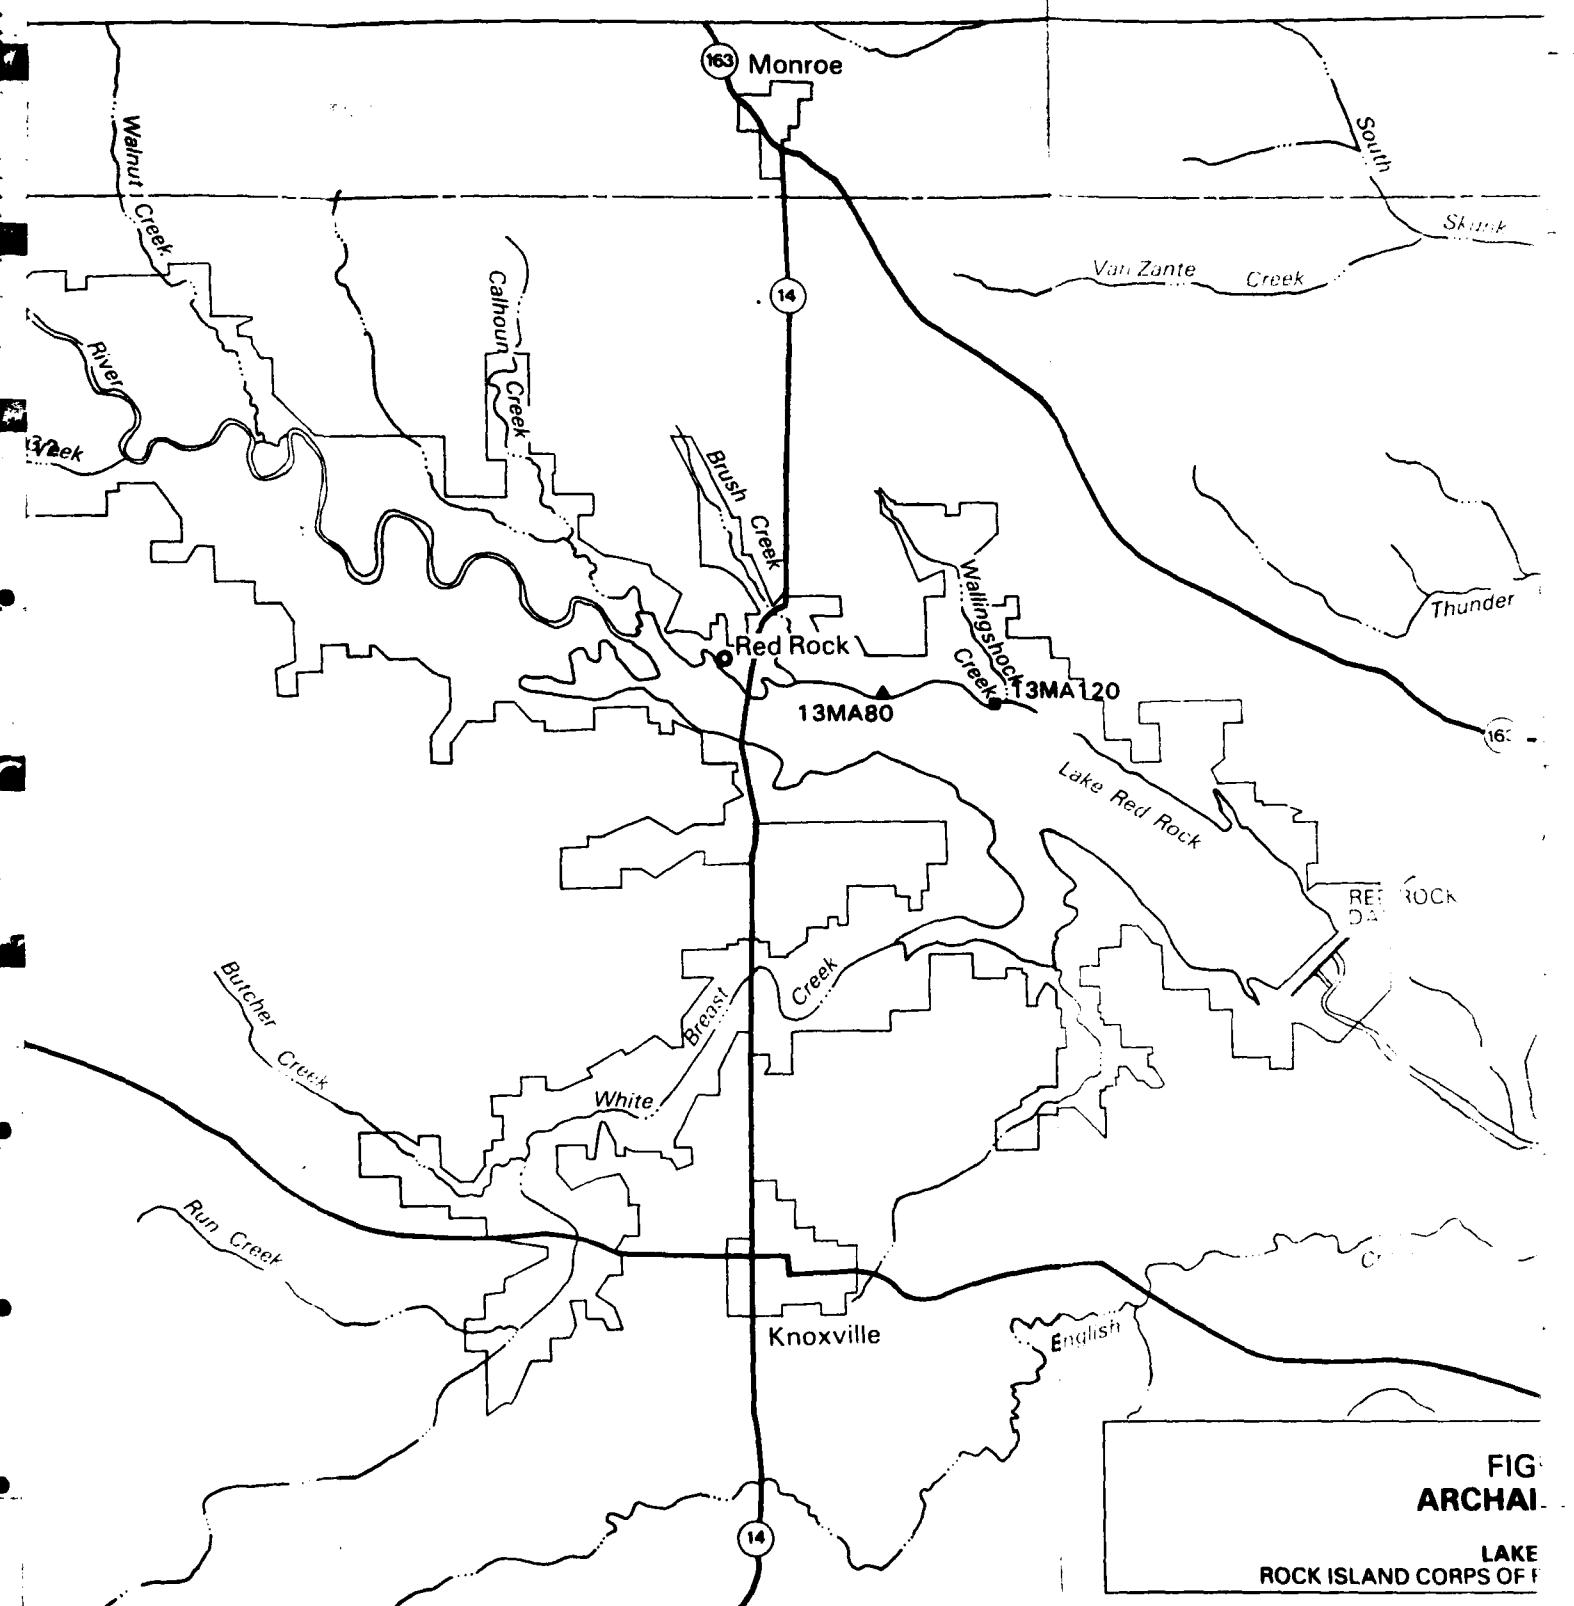 163 Monroe
Walnut Creek
South
Skunk
Van Zante Creek
14
Calhoun Creek
River
Brush Creek
Wallingshock Creek
Thunder
Red Rock
13MA120
13MA80
163
Lake Red Rock
ROCK
Butcher Creek
White Breast Creek
Run Creek
Knoxville
English
14
FIG
ARCHAI
LAKE
ROCK ISLAND CORPS OF